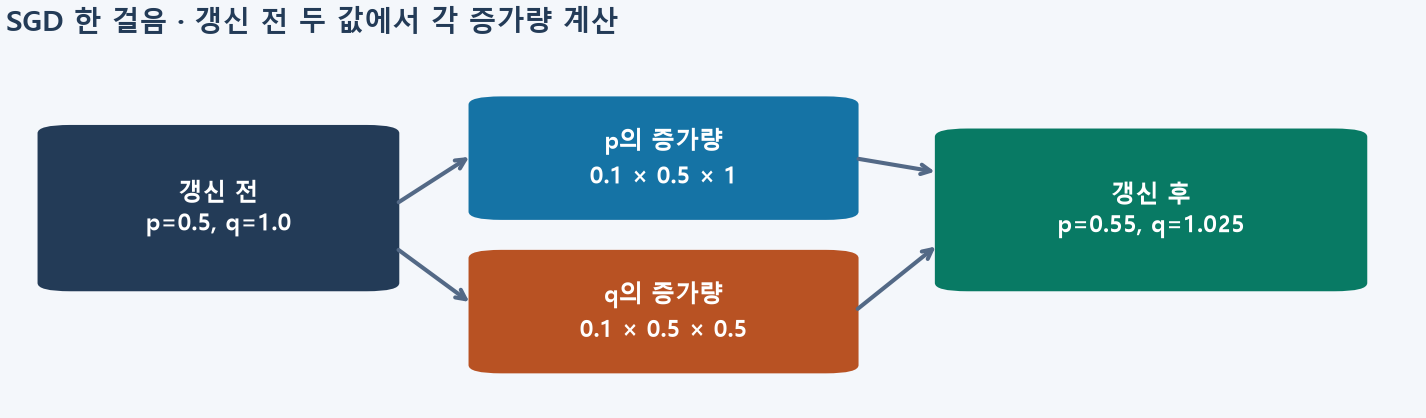 SGD 한 걸음 · 갱신 전 두 값에서 각 증가량 계산
갱신 전
p=0.5, q=1.0
p의 증가량
0.1 × 0.5 × 1
q의 증가량
0.1 × 0.5 × 0.5
갱신 후
p=0.55, q=1.025